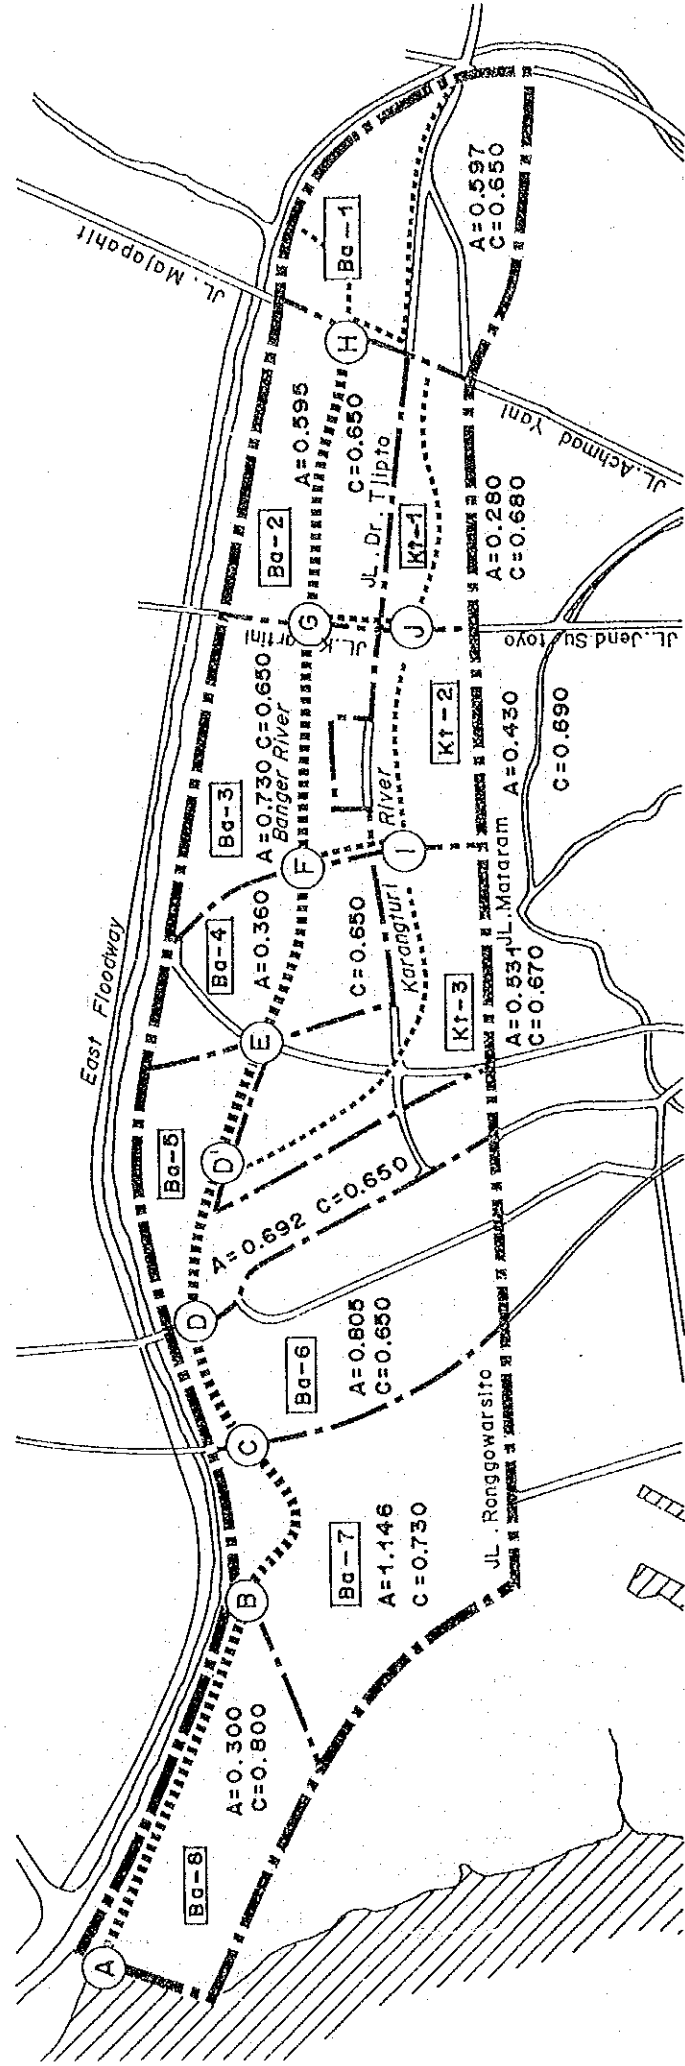 East Floodway
JL. Majapahit
Ba-1
H
A=0.597
C=0.650
Ba-2
A=0.595
C=0.650
JL. Dr. Tjipto
Kt-1
JL. Achmad Yani
A=0.280
C=0.680
G
JL. Kartini
J
JL. Jend Sutoyo
Ba-3
A=0.730 C=0.650
Banger River
Kt-2
A=0.430
C=0.690
F
I
River
Karangturi
JL. Mataram
Ba-4
A=0.360
C=0.650
Kt-3
A=0.531
C=0.670
E
Ba-5
D'
A=0.692 C=0.650
D
Ba-6
A=0.805
C=0.650
C
JL. Ronggowarsito
Ba-7
A=1.146
C=0.730
B
A=0.300
C=0.800
Ba-8
A